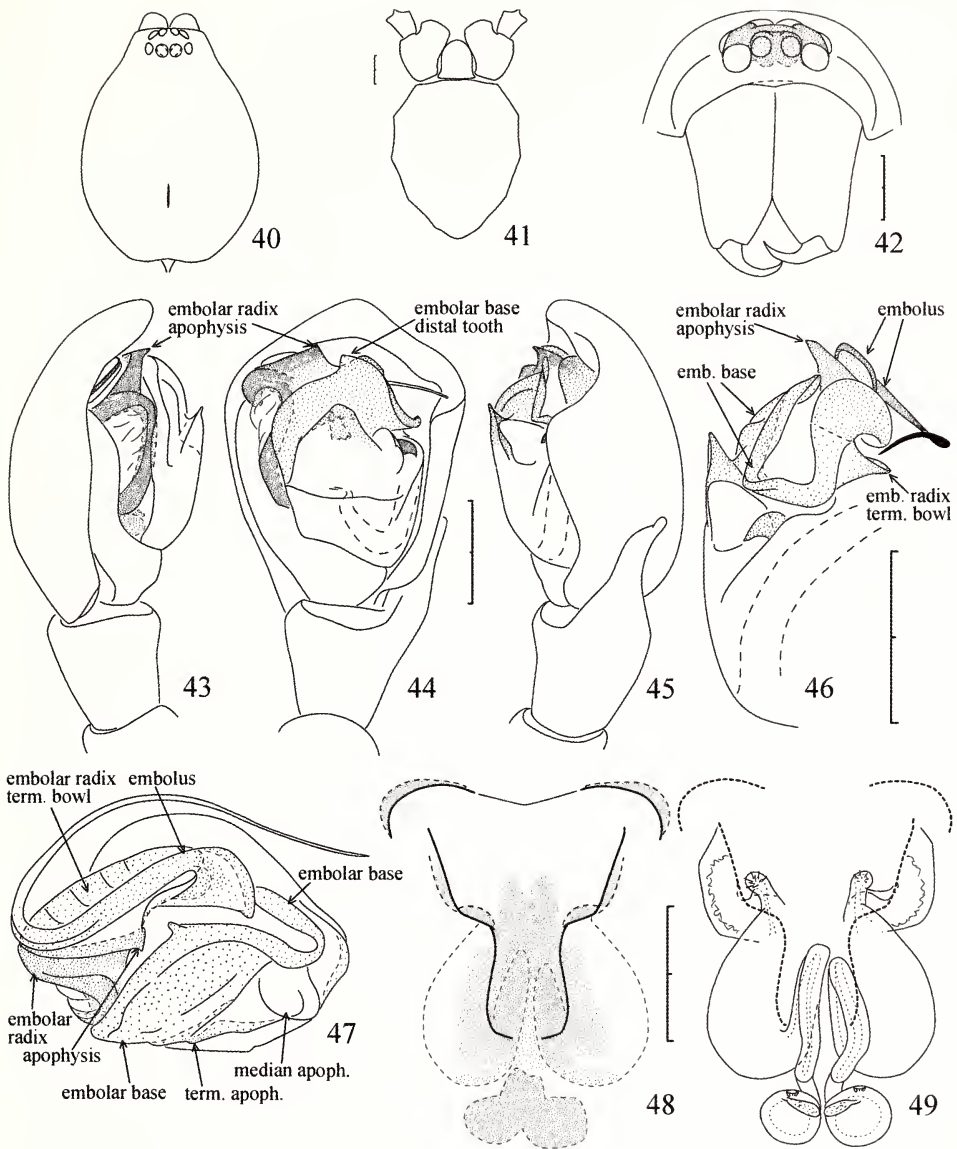 40
41
42
embolar radix
apophysis
embolar base
distal tooth
embolar radix
apophysis
embolus
emb. base
emb. radix
term. bowl
43
44
45
46
embolar radix
term. bowl
embolus
embolar base
embolar
radix
apophysis
embolar base
term. apoph.
median apoph.
47
48
49